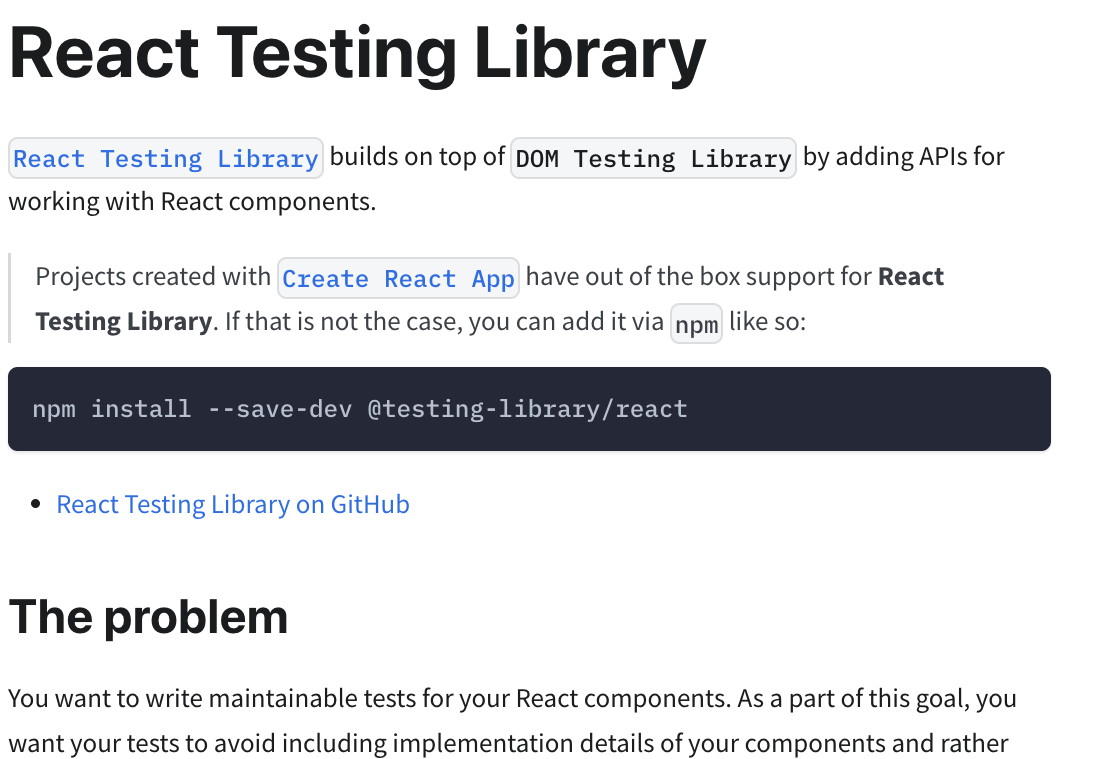 React Testing Library
React Testing Library builds on top of DOM Testing Library by adding APIs for
working with React components.
Projects created with Create React App have out of the box support for React
Testing Library. If that is not the case, you can add it via npm like so:
npm install --save-dev @testing-library/react
• React Testing Library on GitHub
The problem
You want to write maintainable tests for your React components. As a part of this goal, you
want your tests to avoid including implementation details of your components and rather